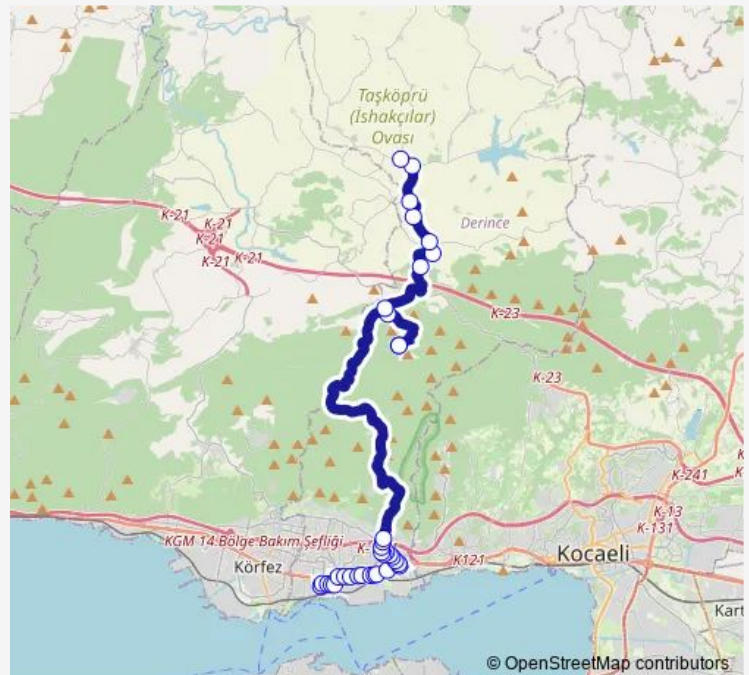 Taşköprü
(İshakçılar)
Ovası
K-21
K-21
K-21
K-21
K-21
Derince
K-23
K-23
K-241
K-13
K-131
KGM 14 Bölge Bakım Şefliği
K121
Kocaeli
Körfez
Kart
© OpenStreetMap contributors